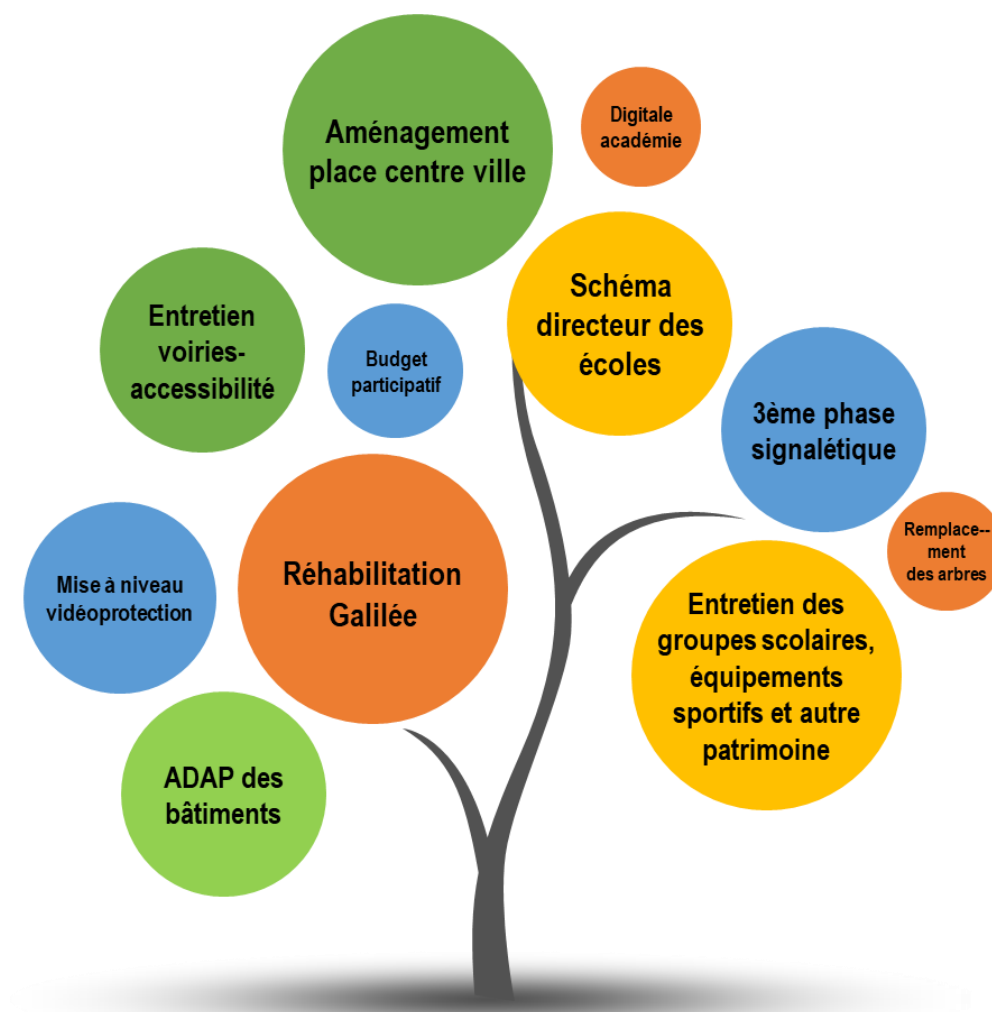 Aménagement
place centre ville
Digitale
académie
Schéma
directeur des
écoles
Entretien
voiries-
accessibilité
Budget
participatif
3ème phase
signalétique
Remplace--
ment
des arbres
Réhabilitation
Galilée
Mise à niveau
vidéoprotection
Entretien des
groupes scolaires,
équipements
sportifs et autre
patrimoine
ADAP des
bâtiments